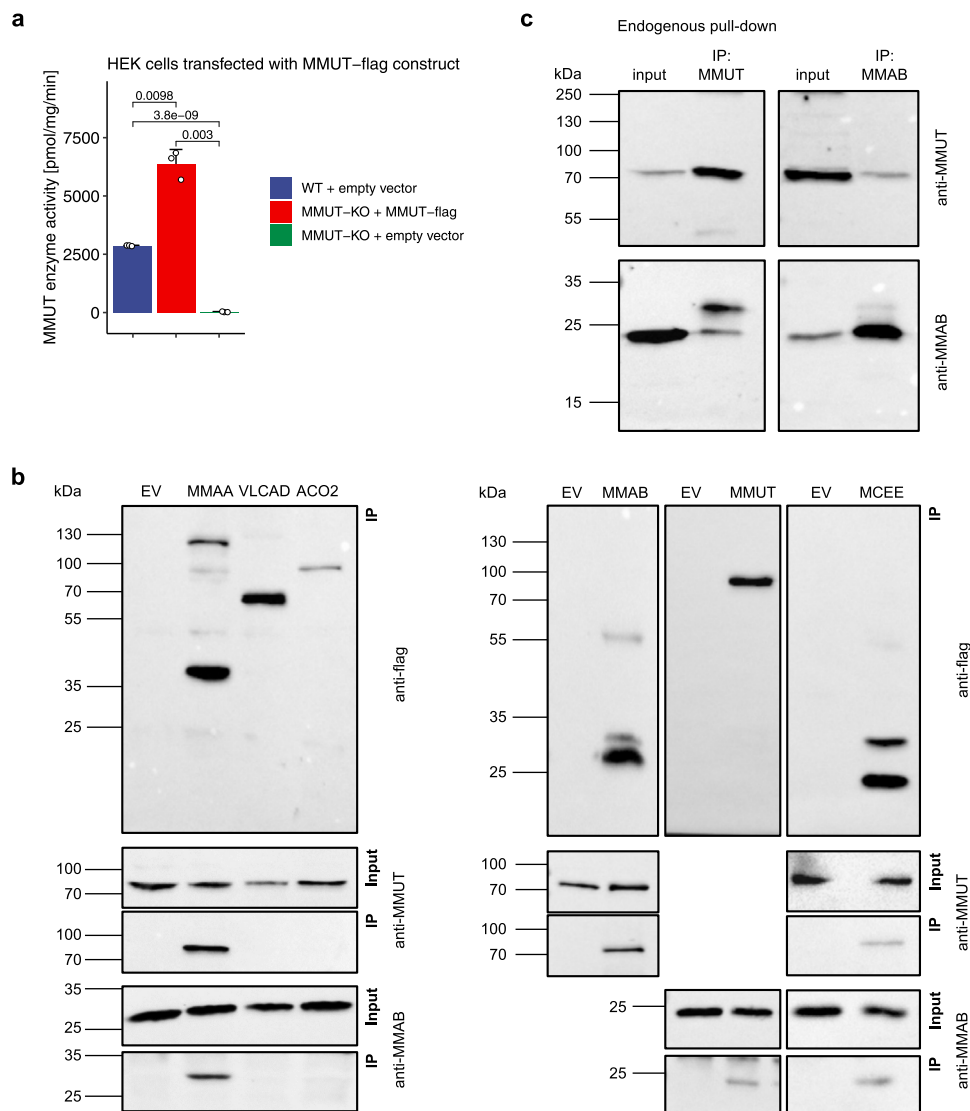 a
HEK cells transfected with MMUT−flag construct
MMUT enzyme activity [pmol/mg/min]
7500
5000
2500
0
0.0098
3.8e−09
0.003
WT + empty vector
MMUT−KO + MMUT−flag
MMUT−KO + empty vector
c
Endogenous pull-down
kDa
input
IP:
MMUT
input
IP:
MMAB
250
130
100
70
55
anti-MMUT
35
25
15
anti-MMAB
b
kDa
EV
MMAA
VLCAD
ACO2
IP
130
100
70
55
35
25
anti-flag
100
70
Input
100
70
IP
anti-MMUT
35
25
Input
35
25
IP
anti-MMAB
kDa
EV
MMAB
EV
MMUT
EV
MCEE
IP
130
100
70
55
35
25
anti-flag
100
70
Input
100
70
IP
anti-MMUT
25
Input
25
IP
anti-MMAB